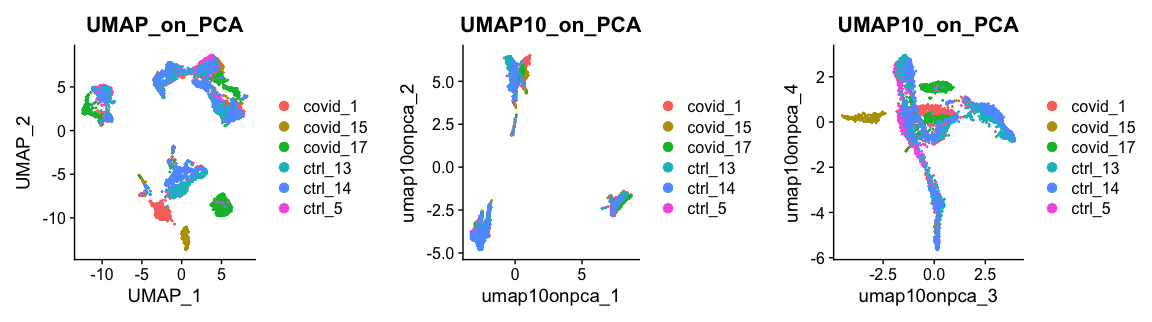 UMAP_on_PCA
UMAP_2
5
0
-5
-10
-10
-5
0
5
UMAP_1
covid_1
covid_15
covid_17
ctrl_13
ctrl_14
ctrl_5
UMAP10_on_PCA
umap10onpca_2
5.0
2.5
0.0
-2.5
-5.0
0
5
umap10onpca_1
covid_1
covid_15
covid_17
ctrl_13
ctrl_14
ctrl_5
UMAP10_on_PCA
umap10onpca_4
2
0
-2
-4
-6
-2.5
0.0
2.5
umap10onpca_3
covid_1
covid_15
covid_17
ctrl_13
ctrl_14
ctrl_5